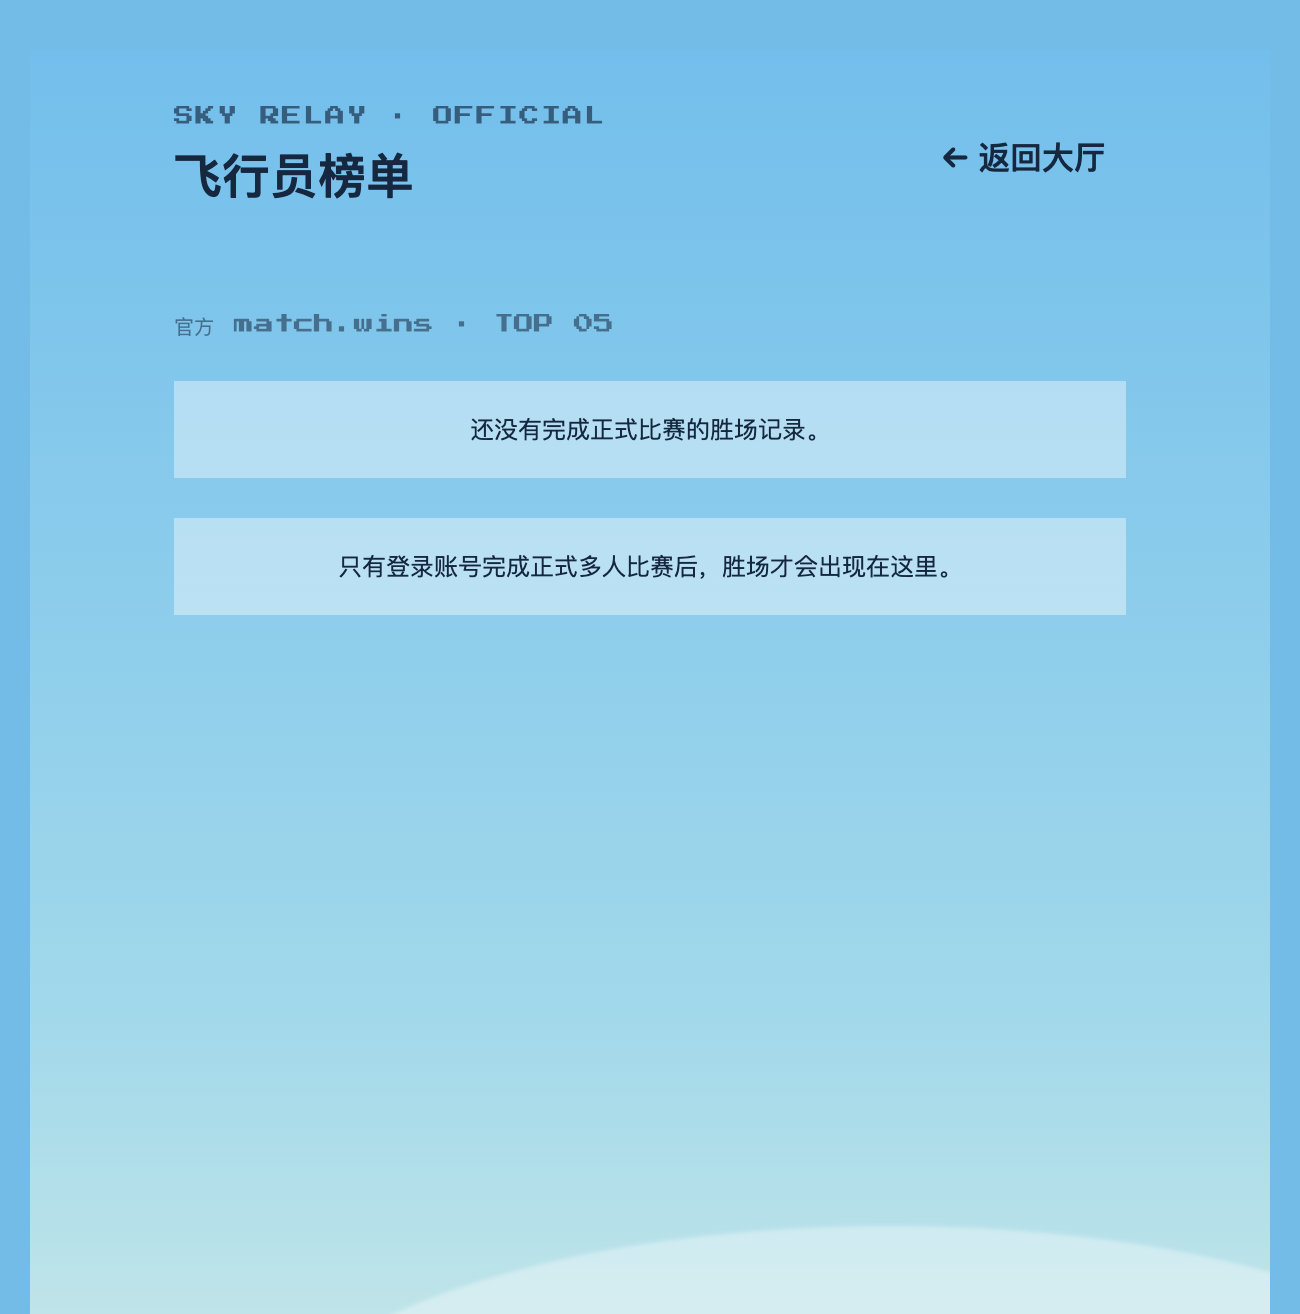 SKY RELAY · OFFICIAL
飞行员榜单
← 返回大厅
官方 match.wins · TOP 05
还没有完成正式比赛的胜场记录。
只有登录账号完成正式多人比赛后，胜场才会出现在这里。